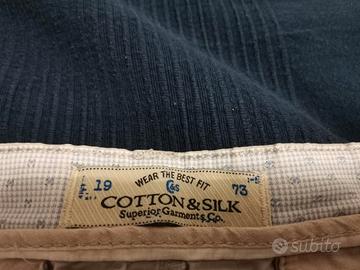 WEAR THE BEST FIT
19 C&S 73
COTTON & SILK
Superior Garments Co.
subito